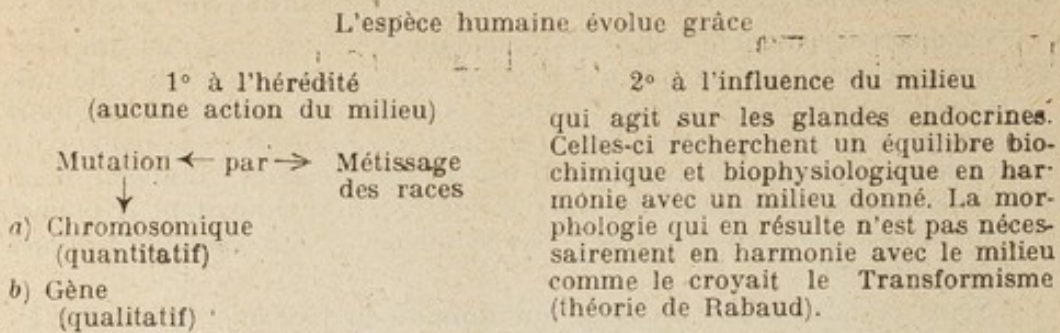 L'espèce humaine évolue grâce
1° à l'hérédité
(aucune action du milieu)
Mutation ← par → Métissage
des races
↓
a) Chromosomique
(quantitatif)
b) Gène
(qualitatif)
2° à l'influence du milieu
qui agit sur les glandes endocrines.
Celles-ci recherchent un équilibre bio-
chimique et biophysiologique en har-
monie avec un milieu donné. La mor-
phologie qui en résulte n'est pas néces-
sairement en harmonie avec le milieu
comme le croyait le Transformisme
(théorie de Rabaud).